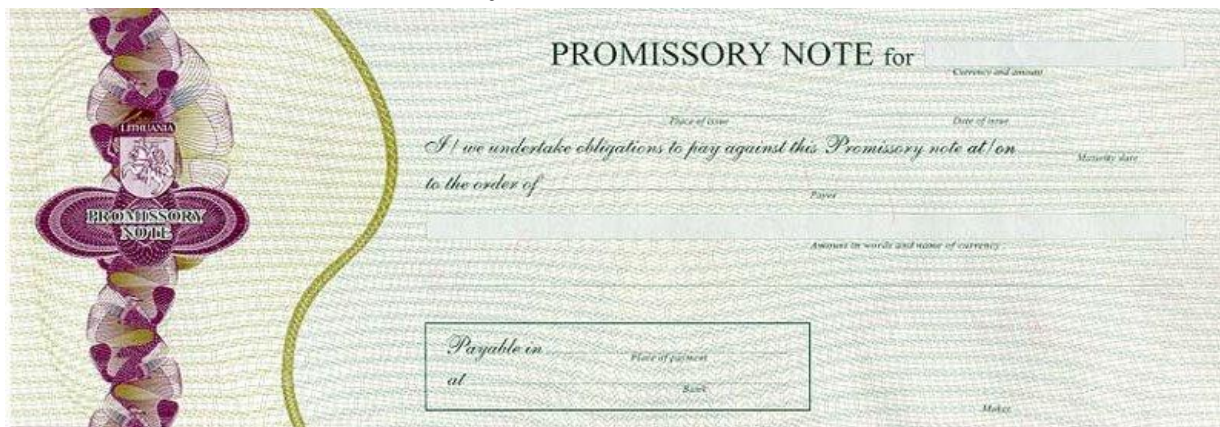 PROMISSORY NOTE for
Currency and amount
Place of issue Date of issue
LITHUANIA
I / we undertake obligations to pay against this Promissory note at/on
Maturity date
to the order of
Payee
PROMISSORY
NOTE
Amount in words and name of currency
Payable in
Place of payment
at
Bank
Maker